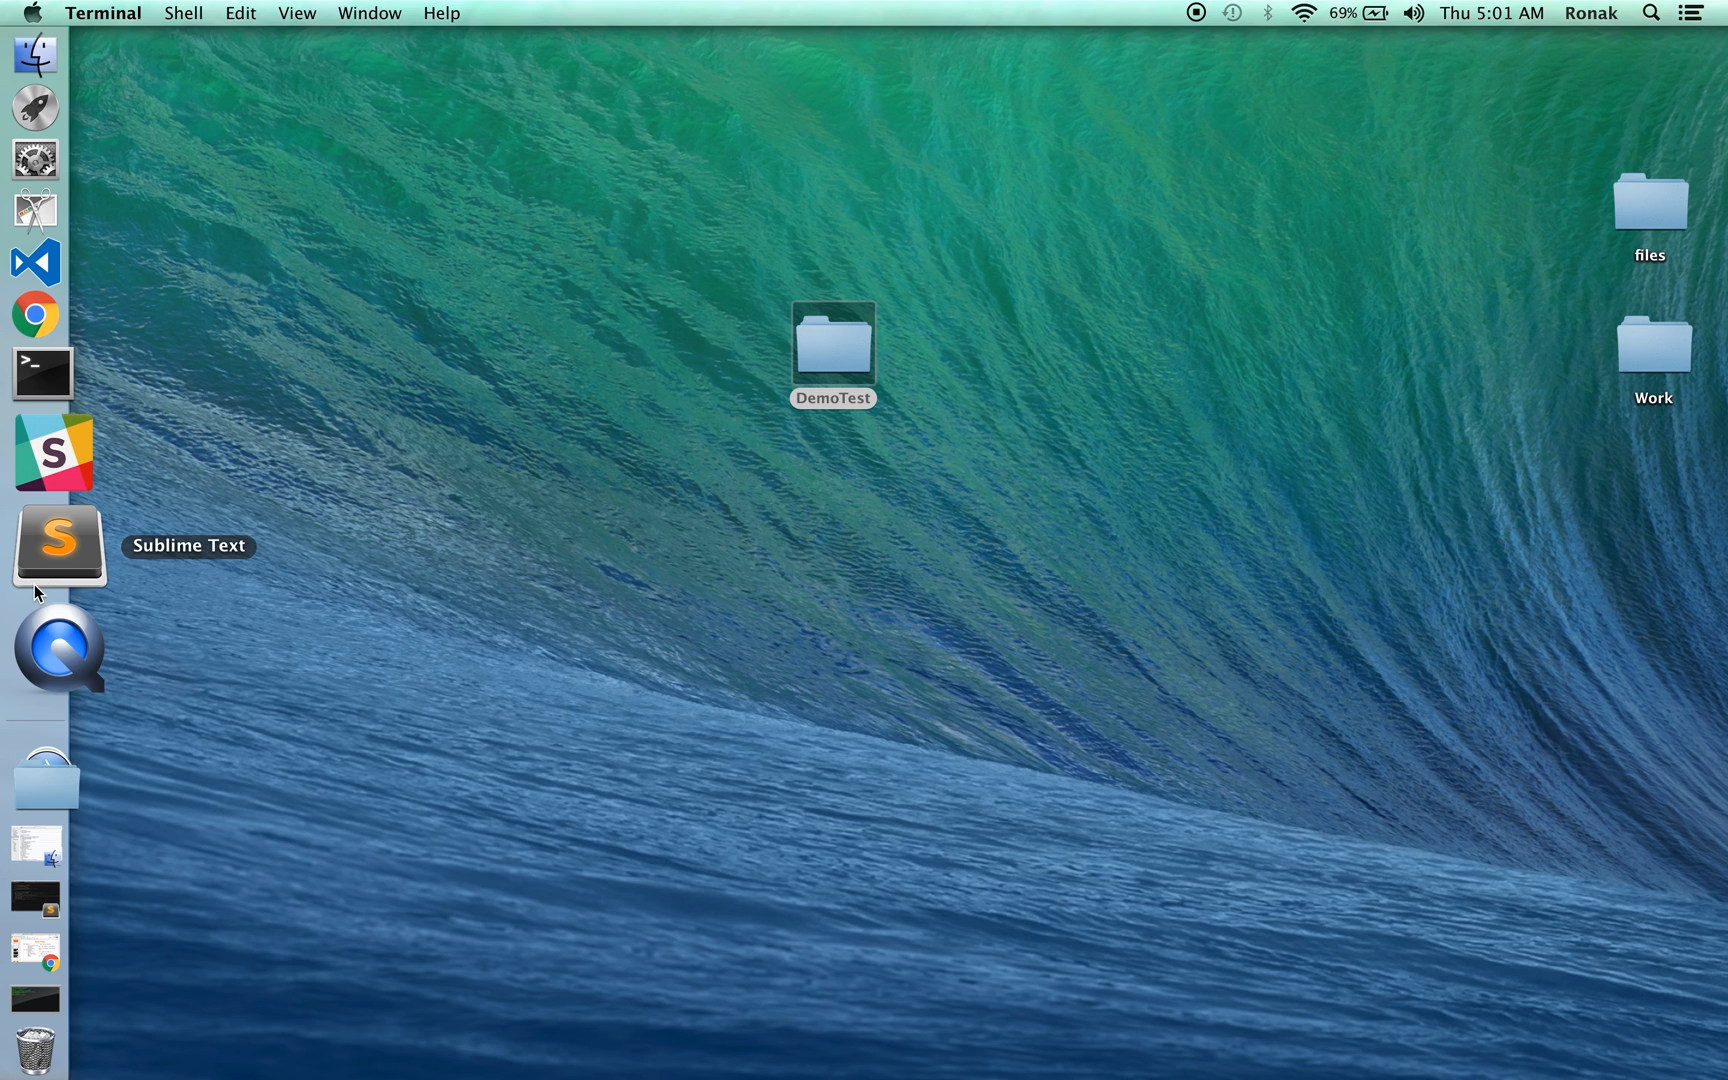 Terminal Shell Edit View Window Help 69% Thu 5:01 AM Ronak
files
DemoTest
Work
>_
S
S
Sublime Text
S